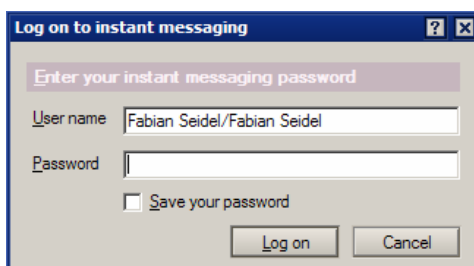 Log on to instant messaging ? X
Enter your instant messaging password
User name Fabian Seidel/Fabian Seidel
Password
Save your password
Log on Cancel